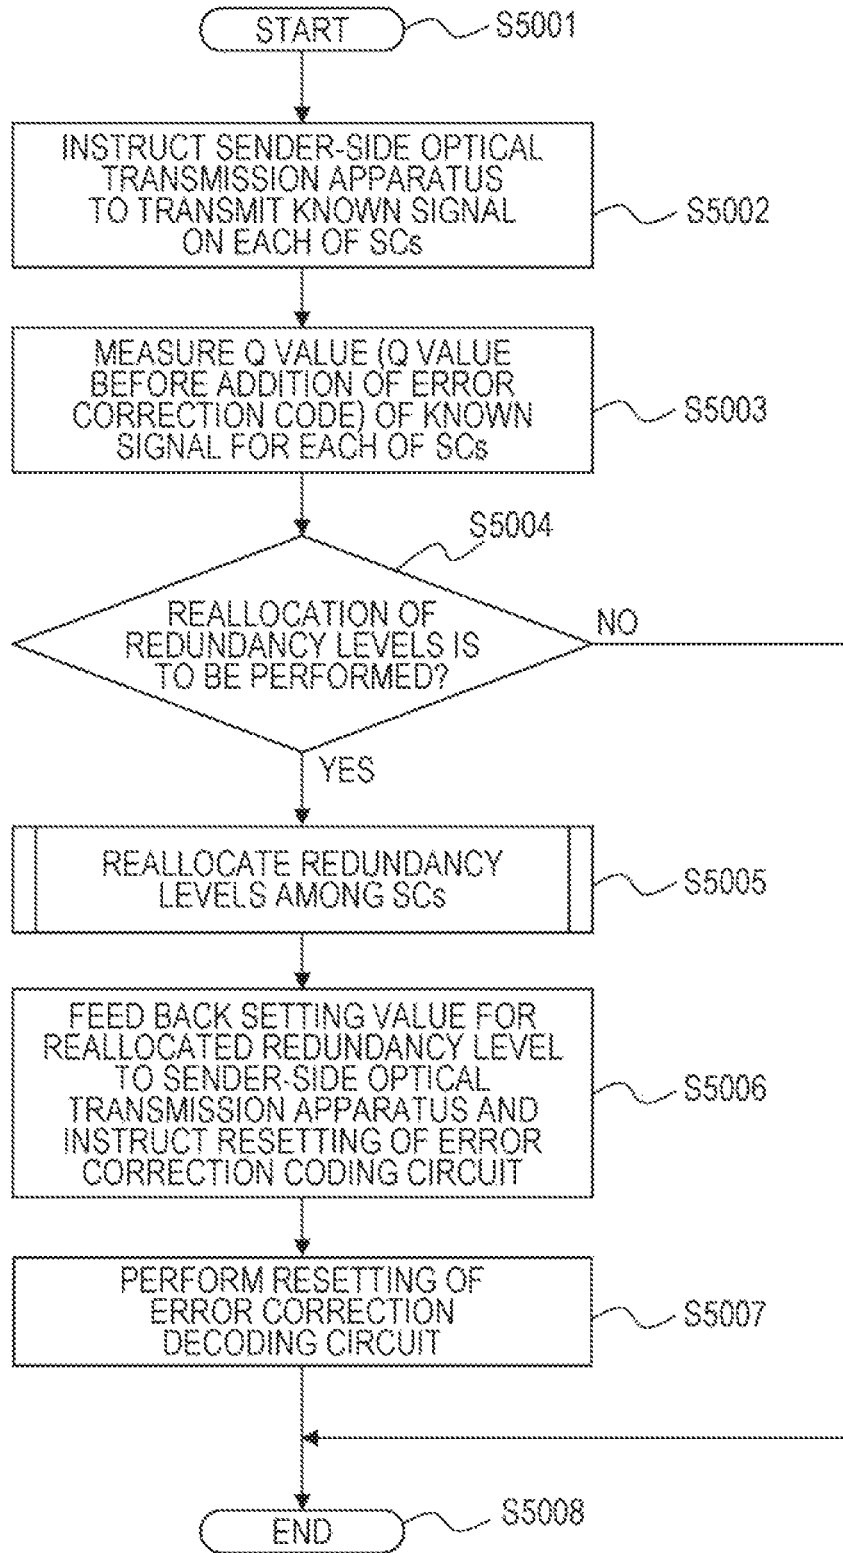 START
S5001
INSTRUCT SENDER-SIDE OPTICAL
TRANSMISSION APPARATUS
TO TRANSMIT KNOWN SIGNAL
ON EACH OF SCs
S5002
MEASURE Q VALUE (Q VALUE
BEFORE ADDITION OF ERROR
CORRECTION CODE) OF KNOWN
SIGNAL FOR EACH OF SCs
S5003
S5004
REALLOCATION OF
REDUNDANCY LEVELS IS
TO BE PERFORMED?
NO
YES
REALLOCATE REDUNDANCY
LEVELS AMONG SCs
S5005
FEED BACK SETTING VALUE FOR
REALLOCATED REDUNDANCY LEVEL
TO SENDER-SIDE OPTICAL
TRANSMISSION APPARATUS AND
INSTRUCT RESETTING OF ERROR
CORRECTION CODING CIRCUIT
S5006
PERFORM RESETTING OF
ERROR CORRECTION
DECODING CIRCUIT
S5007
END
S5008